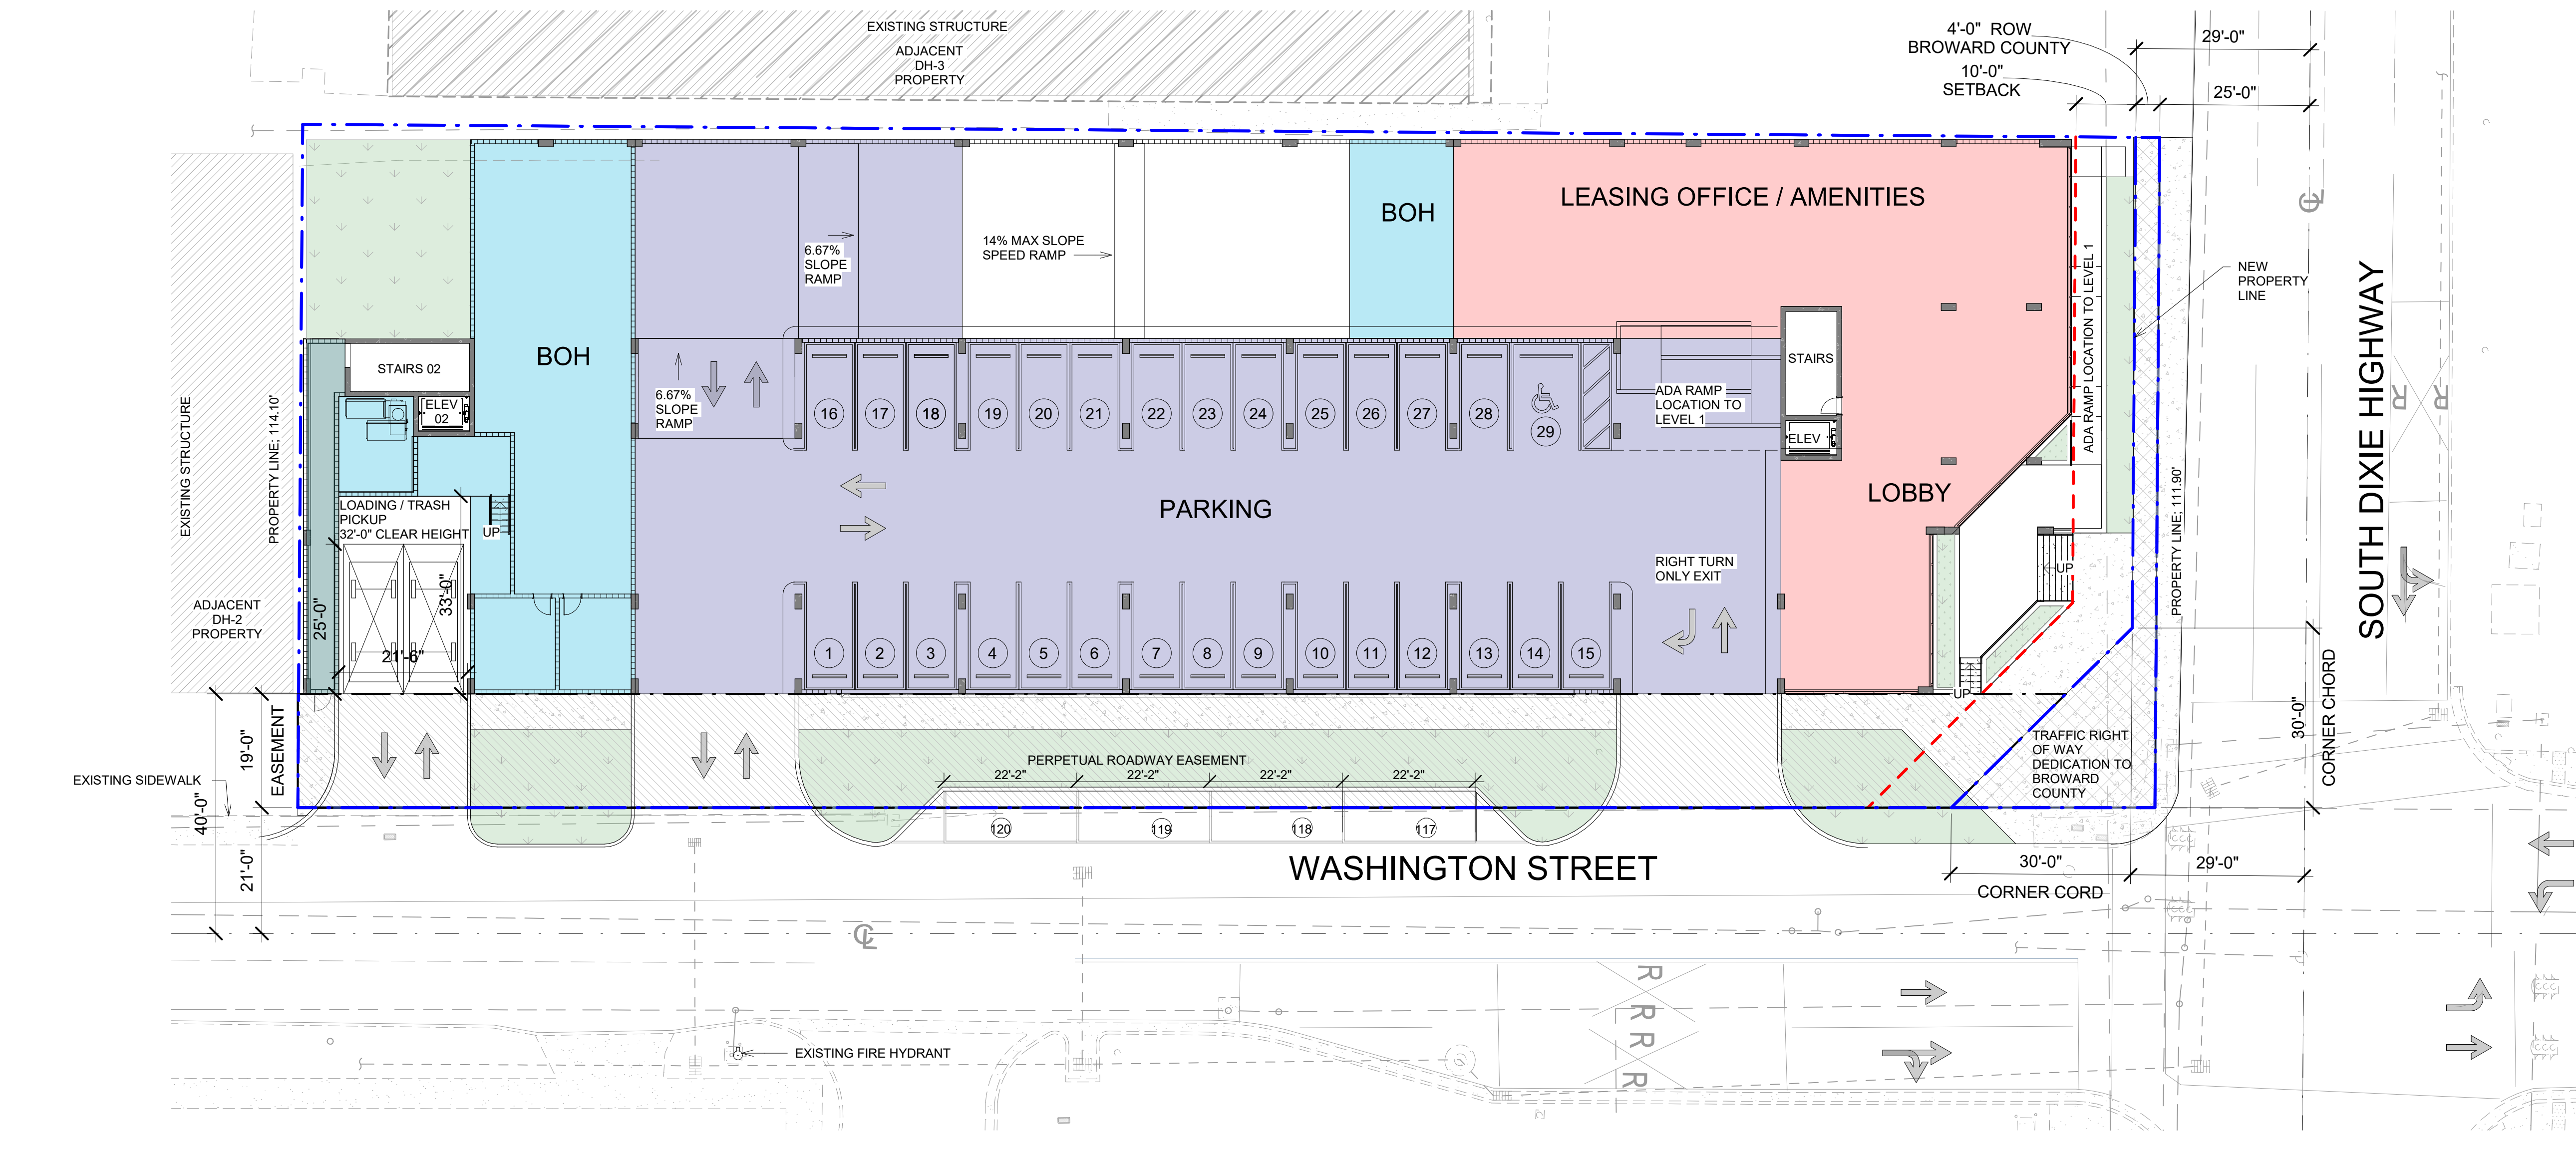 EXISTING STRUCTURE
ADJACENT
DH-3
PROPERTY
4'-0" ROW
BROWARD COUNTY
10'-0"
SETBACK
29'-0"
25'-0"
BOH
LEASING OFFICE / AMENITIES
6.67%
SLOPE
RAMP
14% MAX SLOPE
SPEED RAMP
ADA RAMP LOCATION TO LEVEL 1
NEW
PROPERTY
LINE
SOUTH DIXIE HIGHWAY
EXISTING STRUCTURE
PROPERTY LINE; 114.10'
STAIRS 02
BOH
STAIRS
6.67%
SLOPE
RAMP
ELEV
02
16
17
18
19
20
21
22
23
24
25
26
27
28
29
ADA RAMP
LOCATION TO
LEVEL 1
ELEV
R
R
LOADING / TRASH
PICKUP
32'-0" CLEAR HEIGHT
UP
PARKING
LOBBY
PROPERTY LINE; 111.90'
RIGHT TURN
ONLY EXIT
UP
ADJACENT
DH-2
PROPERTY
25'-0"
33'-0"
21'-6"
1
2
3
4
5
6
7
8
9
10
11
12
13
14
15
UP
30'-0"
CORNER CHORD
19'-0"
EASEMENT
40'-0"
21'-0"
EXISTING SIDEWALK
PERPETUAL ROADWAY EASEMENT
22'-2"
22'-2"
22'-2"
22'-2"
120
119
118
117
TRAFFIC RIGHT
OF WAY
DEDICATION TO
BROWARD
COUNTY
WASHINGTON STREET
30'-0"
29'-0"
CORNER CORD
R
R
R
R
EXISTING FIRE HYDRANT